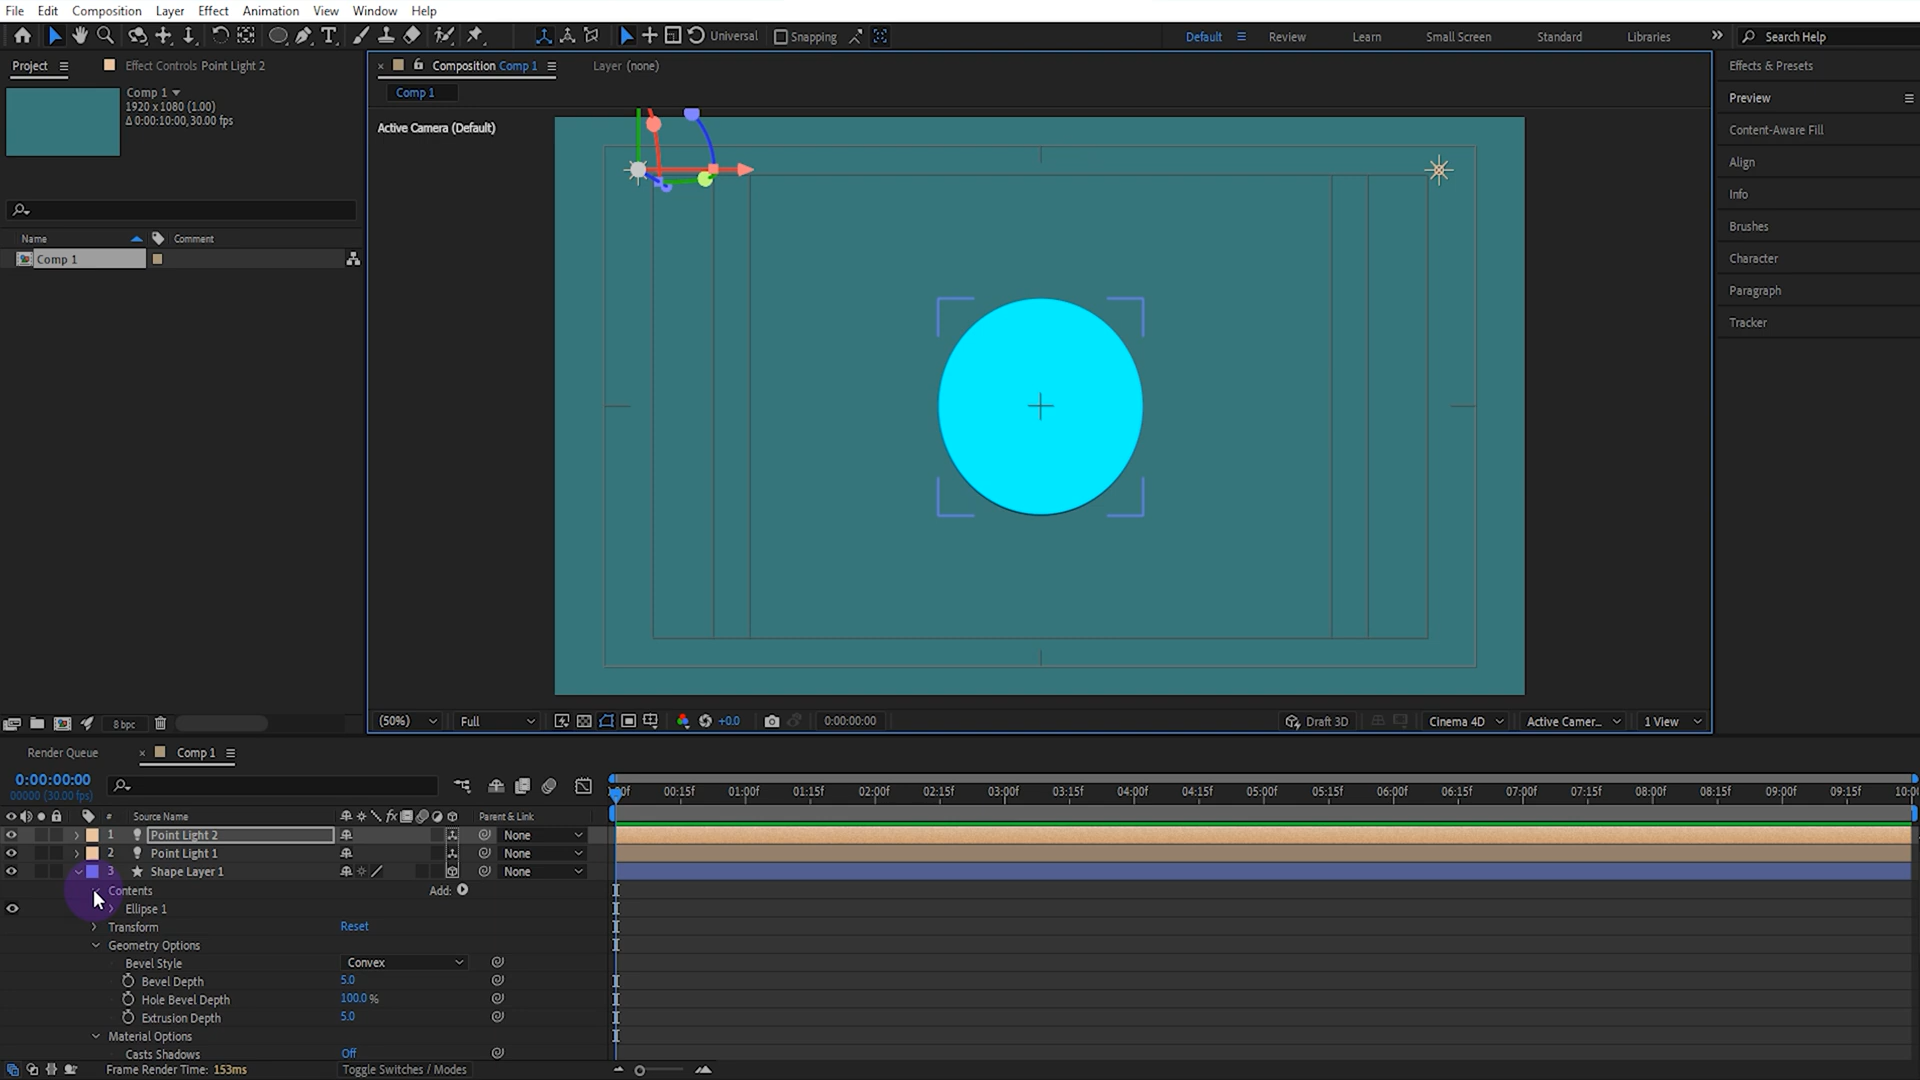 File Edit Composition Layer Effect Animation View Window Help
Universal Snapping Default Review Learn Small Screen Standard Libraries Search Help
Project Effect Controls Point Light 2
Composition Comp 1 Layer (none)
Comp 1
1920 x 1080 (1.00)
Δ 0:00:10:00, 30.00 fps
Comp 1
Active Camera (Default)
Effects & Presets
Preview
Content-Aware Fill
Align
Info
Brushes
Character
Paragraph
Tracker
Name Comment
Comp 1
8 bpc
(50%) Full +0.0 0:00:00:00 Draft 3D Cinema 4D Active Camer... 1 View
Render Queue Comp 1
0:00:00:00
00000 (30.00 fps)
00f 00:15f 01:00f 01:15f 02:00f 02:15f 03:00f 03:15f 04:00f 04:15f 05:00f 05:15f 06:00f 06:15f 07:00f 07:15f 08:00f 08:15f 09:00f 09:15f 10:0
# Source Name fx Parent & Link
1 Point Light 2 None
2 Point Light 1 None
3 Shape Layer 1 None
Contents Add:
Ellipse 1
Transform Reset
Geometry Options
Bevel Style Convex
Bevel Depth 5.0
Hole Bevel Depth 100.0 %
Extrusion Depth 5.0
Material Options
Casts Shadows Off
Frame Render Time: 153ms Toggle Switches / Modes